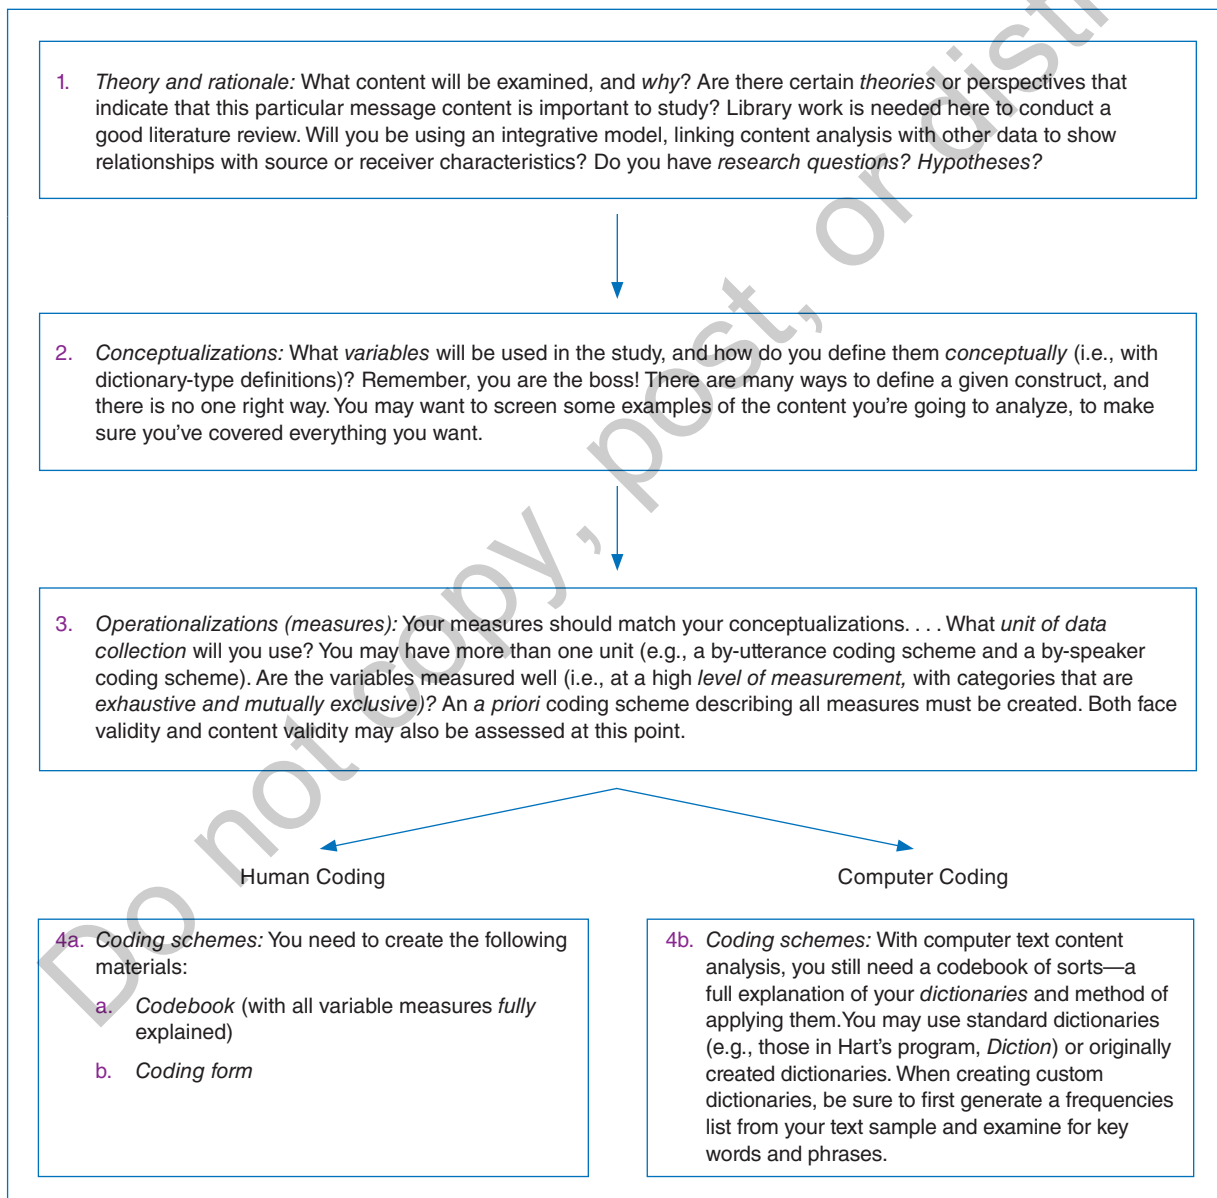 1. Theory and rationale: What content will be examined, and why? Are there certain theories or perspectives that
indicate that this particular message content is important to study? Library work is needed here to conduct a
good literature review. Will you be using an integrative model, linking content analysis with other data to show
relationships with source or receiver characteristics? Do you have research questions? Hypotheses?
2. Conceptualizations: What variables will be used in the study, and how do you define them conceptually (i.e., with
dictionary-type definitions)? Remember, you are the boss! There are many ways to define a given construct, and
there is no one right way. You may want to screen some examples of the content you're going to analyze, to make
sure you've covered everything you want.
3. Operationalizations (measures): Your measures should match your conceptualizations. . . . What unit of data
collection will you use? You may have more than one unit (e.g., a by-utterance coding scheme and a by-speaker
coding scheme). Are the variables measured well (i.e., at a high level of measurement, with categories that are
exhaustive and mutually exclusive)? An a priori coding scheme describing all measures must be created. Both face
validity and content validity may also be assessed at this point.
Human Coding
4a. Coding schemes: You need to create the following
materials:
a. Codebook (with all variable measures fully
explained)
b. Coding form
Computer Coding
4b. Coding schemes: With computer text content
analysis, you still need a codebook of sorts—a
full explanation of your dictionaries and method of
applying them.You may use standard dictionaries
(e.g., those in Hart's program, Diction) or originally
created dictionaries. When creating custom
dictionaries, be sure to first generate a frequencies
list from your text sample and examine for key
words and phrases.
Do not copy, post, or distr